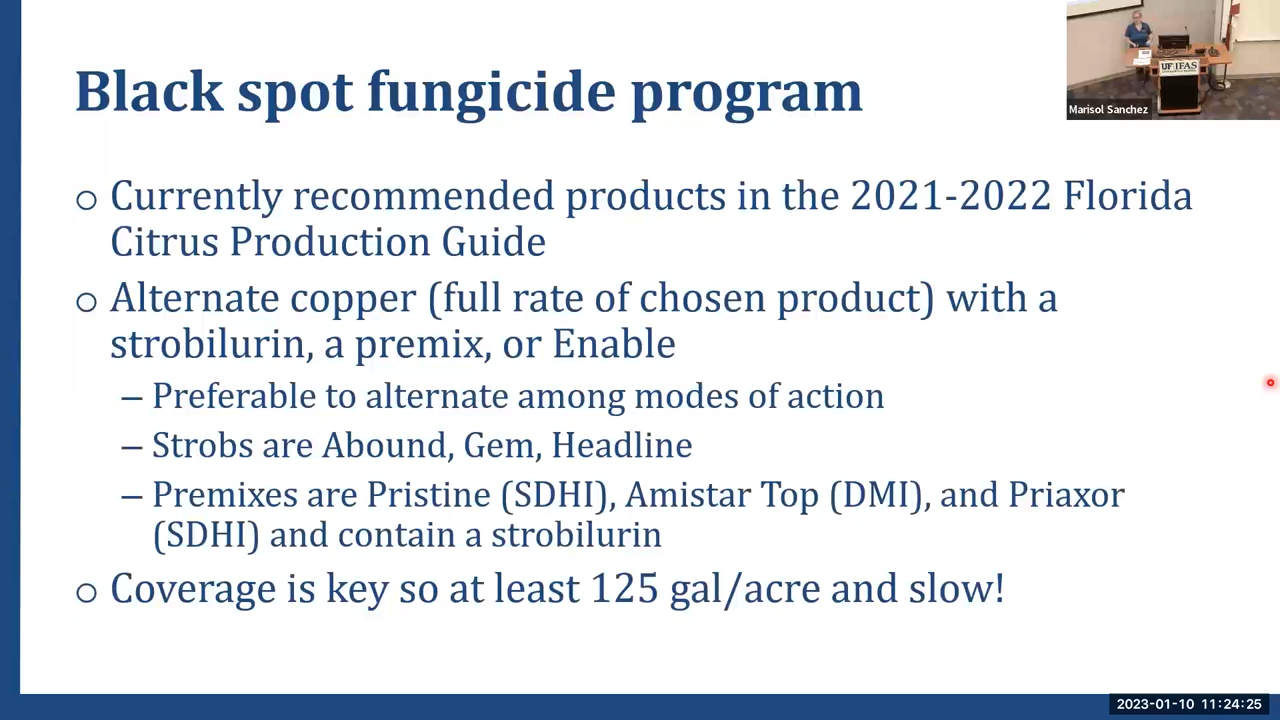 Black spot fungicide program
o Currently recommended products in the 2021-2022 Florida
Citrus Production Guide
o Alternate copper (full rate of chosen product) with a
strobilurin, a premix, or Enable
– Preferable to alternate among modes of action
– Strobs are Abound, Gem, Headline
– Premixes are Pristine (SDHI), Amistar Top (DMI), and Priaxor
(SDHI) and contain a strobilurin
o Coverage is key so at least 125 gal/acre and slow!
UF IFAS
Marisol Sanchez
2023-01-10 11:24:25